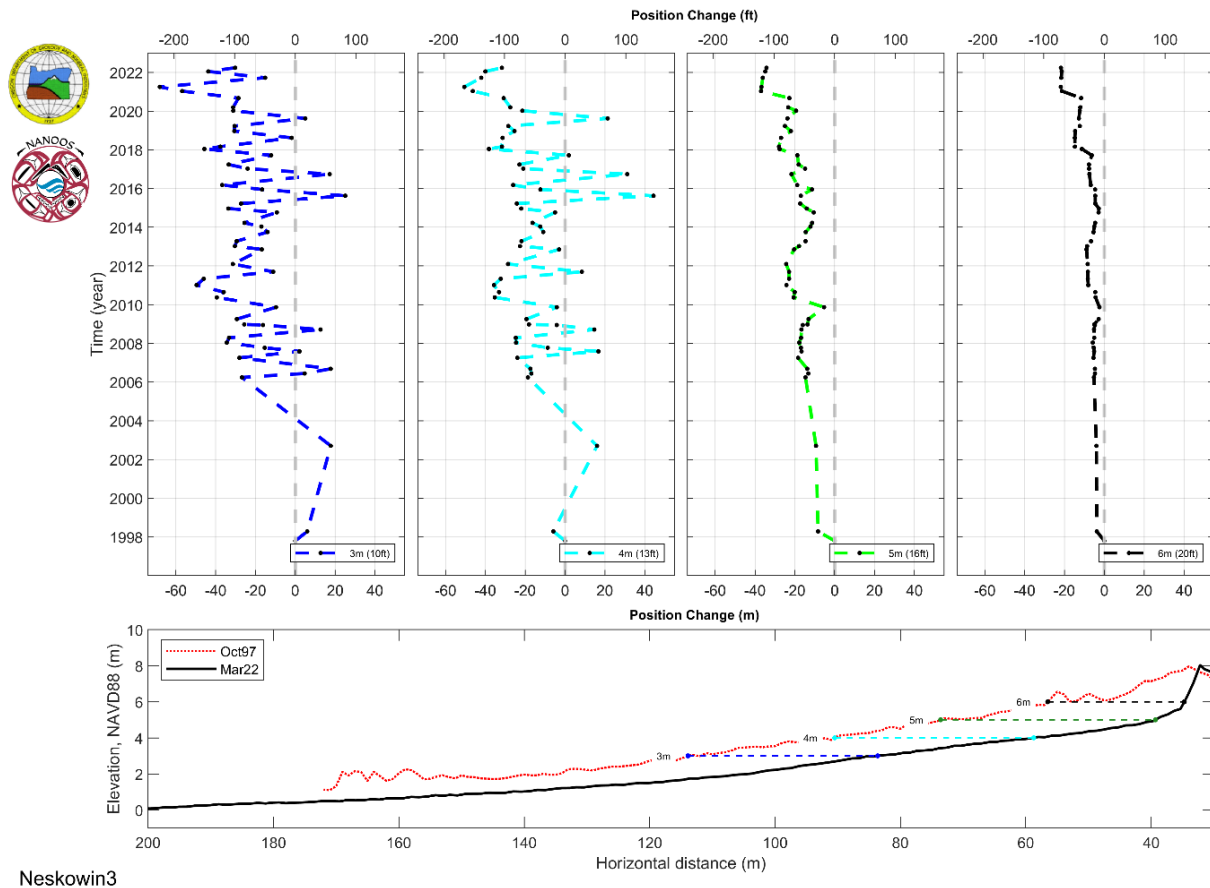 Position Change (ft)
-200 -100 0 100
-200 -100 0 100
-200 -100 0 100
-200 -100 0 100
NANOOS
Time (year)
2022
2020
2018
2016
2014
2012
2010
2008
2006
2004
2002
2000
1998
3m (10ft)
4m (13ft)
5m (16ft)
6m (20ft)
-60 -40 -20 0 20 40
-60 -40 -20 0 20 40
-60 -40 -20 0 20 40
-60 -40 -20 0 20 40
Position Change (m)
Elevation, NAVD88 (m)
10
8
6
4
2
0
Oct97
Mar22
6m
5m
4m
3m
200 180 160 140 120 100 80 60 40
Horizontal distance (m)
Neskowin3